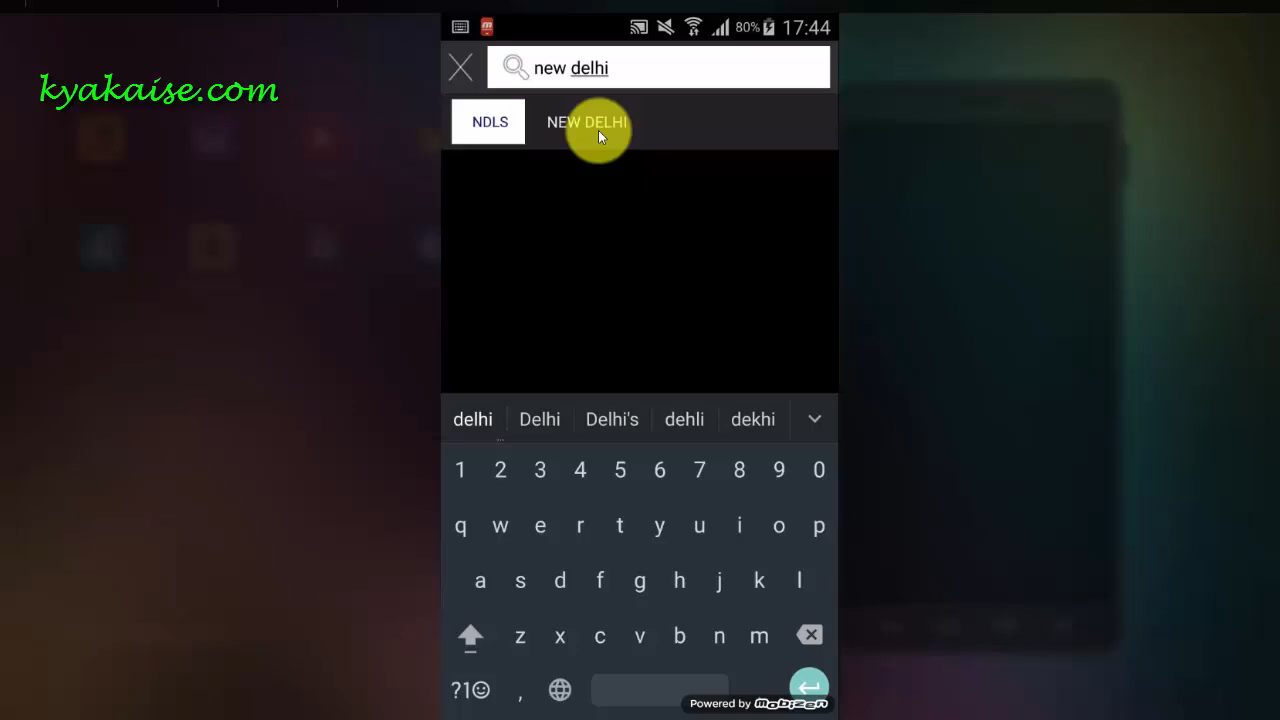 80% 17:44
kyakaise.com
new delhi
NDLS NEW DELHI
delhi Delhi Delhi's dehli dekhi
1 2 3 4 5 6 7 8 9 0
q w e r t y u i o p
a s d f g h j k l
z x c v b n m
?1☺ ,
Powered by mobizen